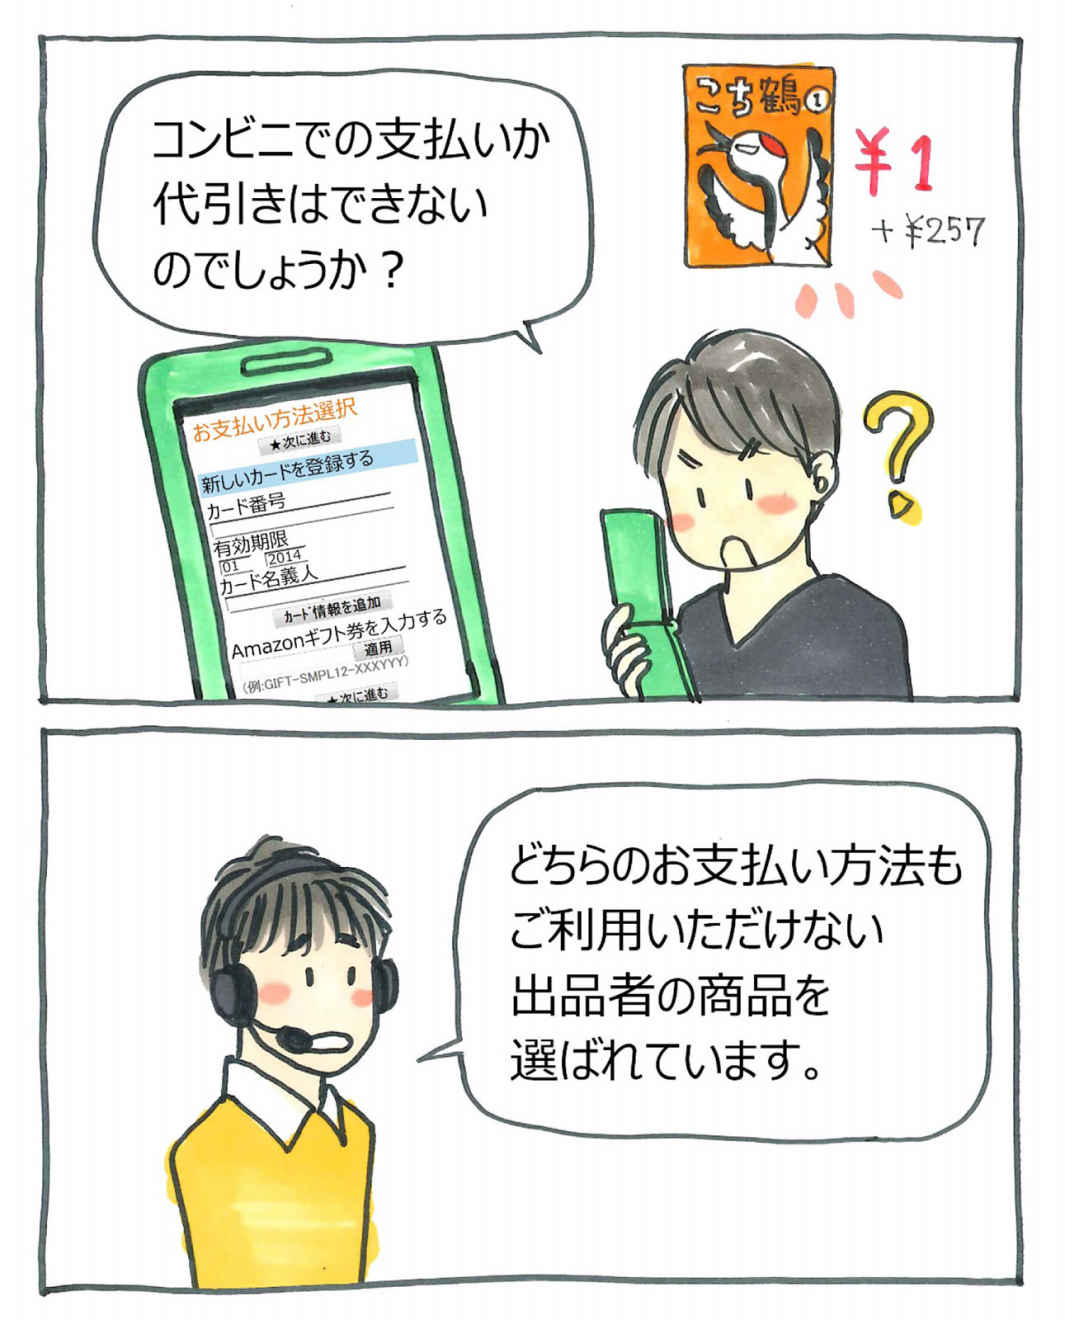 コンビニでの支払いか
代引きはできない
のでしょうか？
こち鶴①
¥1
+¥257
お支払い方法選択
★次に進む
新しいカードを登録する
カード番号
有効期限
01 2014
カード名義人
カード情報を追加
Amazonギフト券を入力する
適用
(例:GIFT-SMPL12-XXXYYY)
★次に進む
?
どちらのお支払い方法も
ご利用いただけない
出品者の商品を
選ばれています。